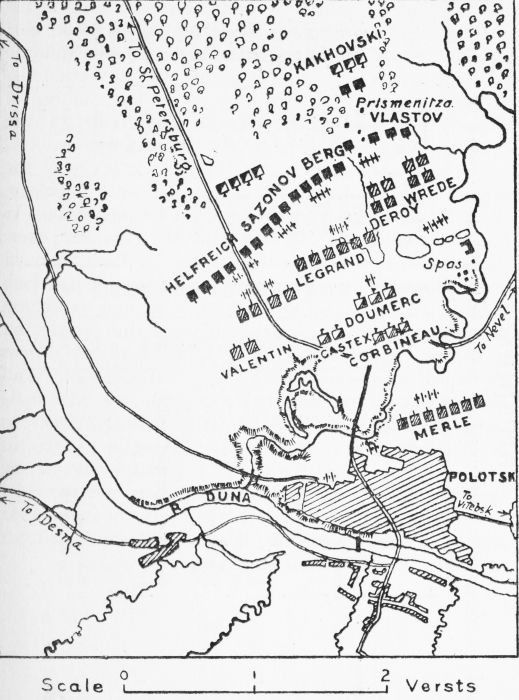 KAKHOVSKI
To Drissa
To St. Petersburg
Prismenitza
VLASTOV
HELFREICH SAZONOV BERG
WREDE
DEROY
LEGRAND
Spas
DOUMERC
CASTEX
CORBINEAU
VALENTIN
To Nevel
MERLE
POLOTSK
DUNA
To Vitebsk
To Desna
Scale 0 1 2 Versts